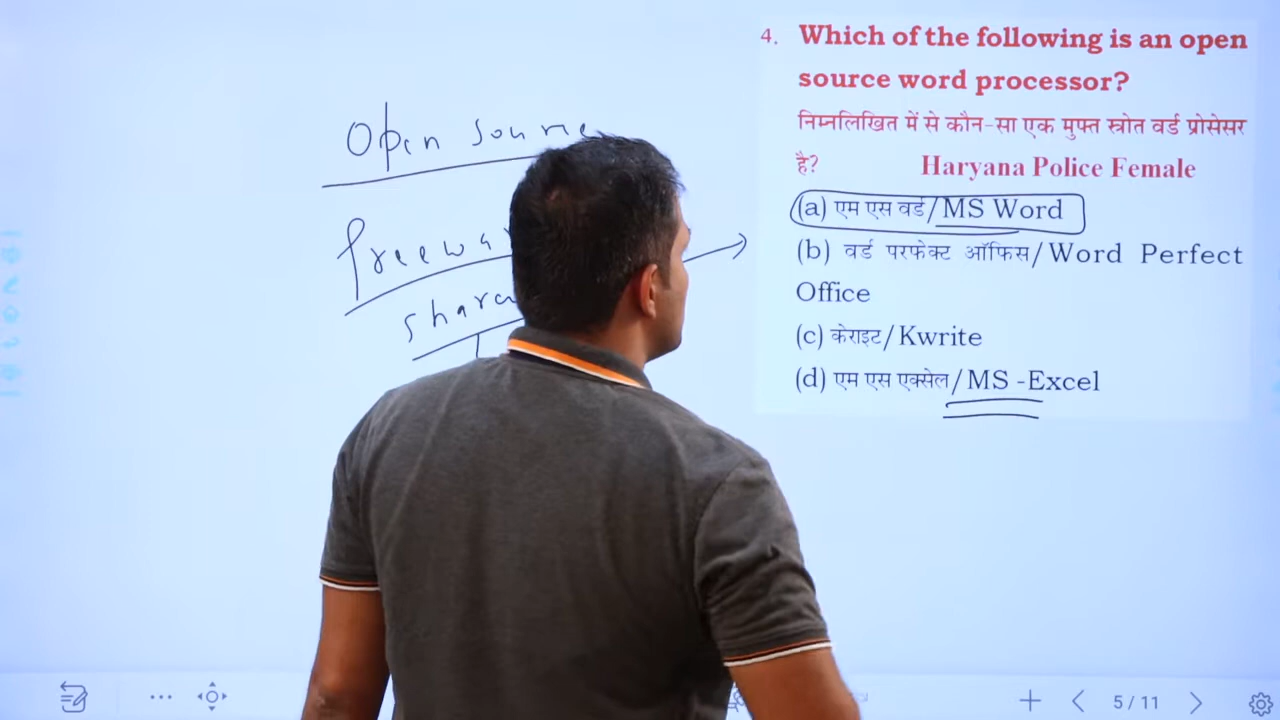 4. Which of the following is an open
source word processor?
निम्नलिखित में से कौन-सा एक मुफ्त स्त्रोत वर्ड प्रोसेसर
है? Haryana Police Female
(a) एम एस वर्ड/MS Word
(b) वर्ड परफेक्ट ऑफिस/Word Perfect
Office
(c) केराइट/Kwrite
(d) एम एस एक्सेल/MS -Excel
Open
5 / 11